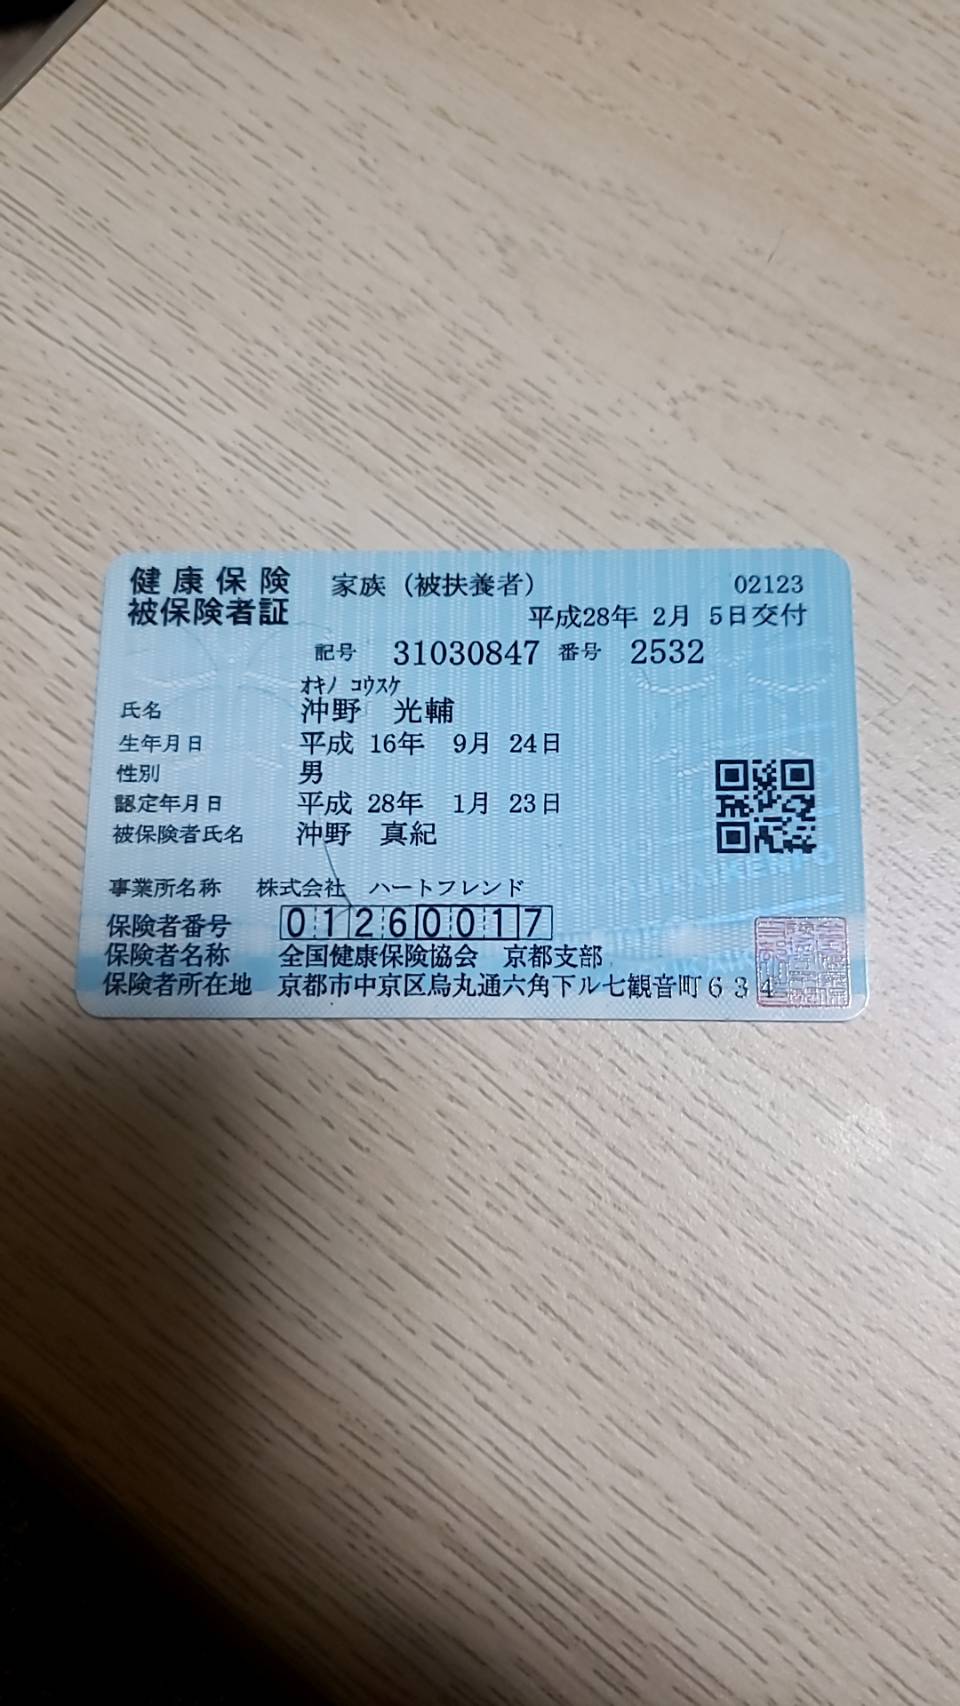 健康保険 家族（被扶養者） 02123
被保険者証 平成28年 2月 5日交付
記号 31030847 番号 2532
オキノ コウスケ
氏名 沖野 光輔
生年月日 平成 16年 9月 24日
性別 男
認定年月日 平成 28年 1月 23日
被保険者氏名 沖野 真紀
事業所名称 株式会社 ハートフレンド
保険者番号 01260017
保険者名称 全国健康保険協会 京都支部
保険者所在地 京都市中京区烏丸通六角下ル七観音町634